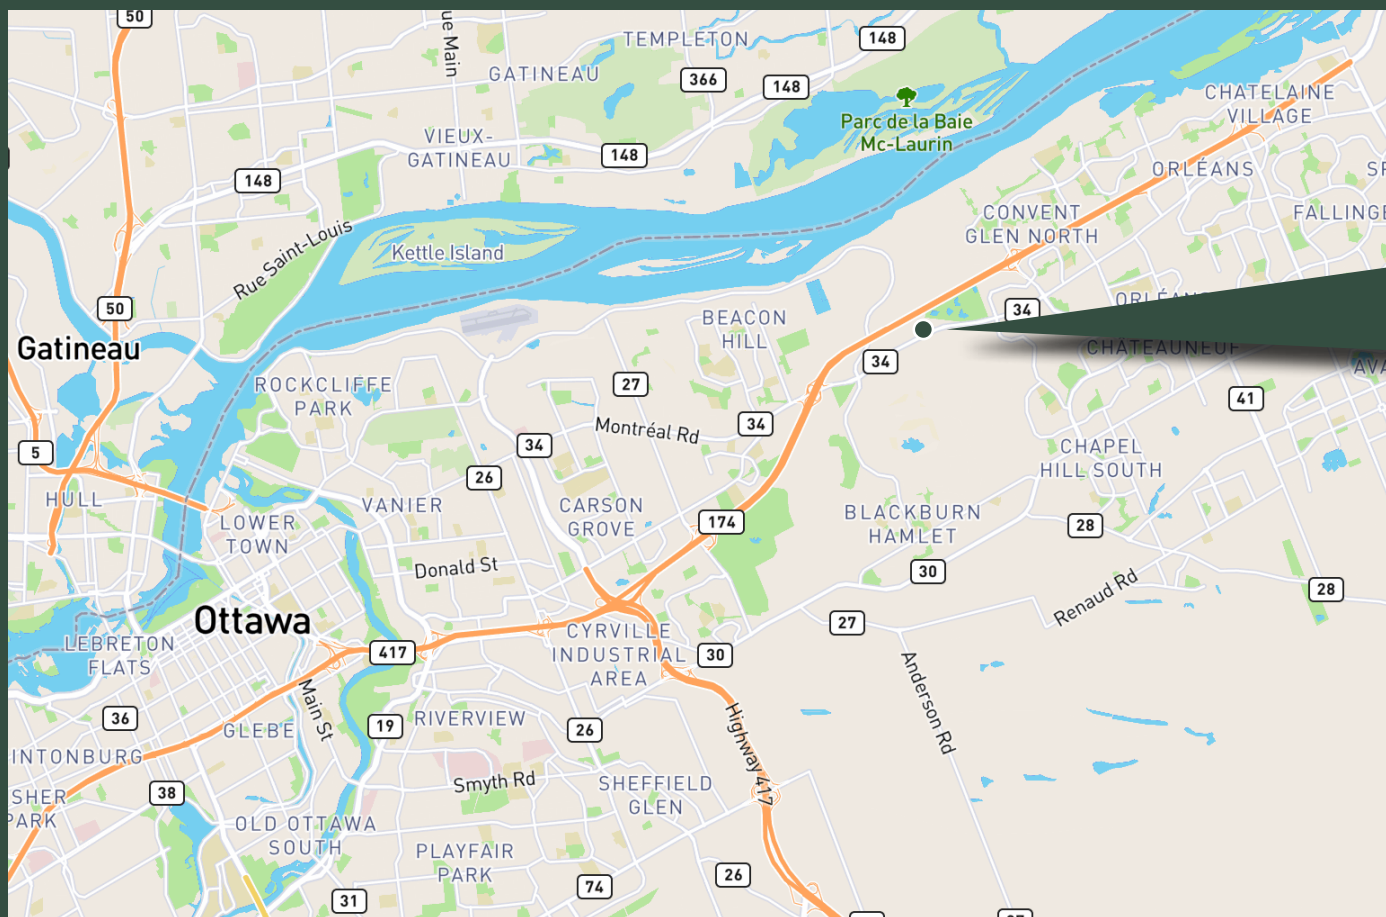 50
ue Main
TEMPLETON
148
GATINEAU
366
148
CHATELAINE
VILLAGE
Parc de la Baie
Mc-Laurin
VIEUX-
GATINEAU
148
148
ORLÉANS
CONVENT
GLEN NORTH
FALLINGE
Rue Saint-Louis
Kettle Island
50
34
BEACON
HILL
Gatineau
34
CHÂTEAUNEUF
AVA
ROCKCLIFFE
PARK
27
41
Montréal Rd
34
34
5
CHAPEL
HILL SOUTH
26
HULL
VANIER
CARSON
GROVE
LOWER
TOWN
174
BLACKBURN
HAMLET
28
Donald St
30
28
Renaud Rd
Ottawa
27
LEBRETON
FLATS
417
CYRVILLE
INDUSTRIAL
AREA
30
Anderson Rd
36
Main St
19
RIVERVIEW
26
Highway 417
GLEBE
INTONBURG
Smyth Rd
SHEFFIELD
GLEN
SHER
PARK
38
OLD OTTAWA
SOUTH
PLAYFAIR
PARK
26
74
31